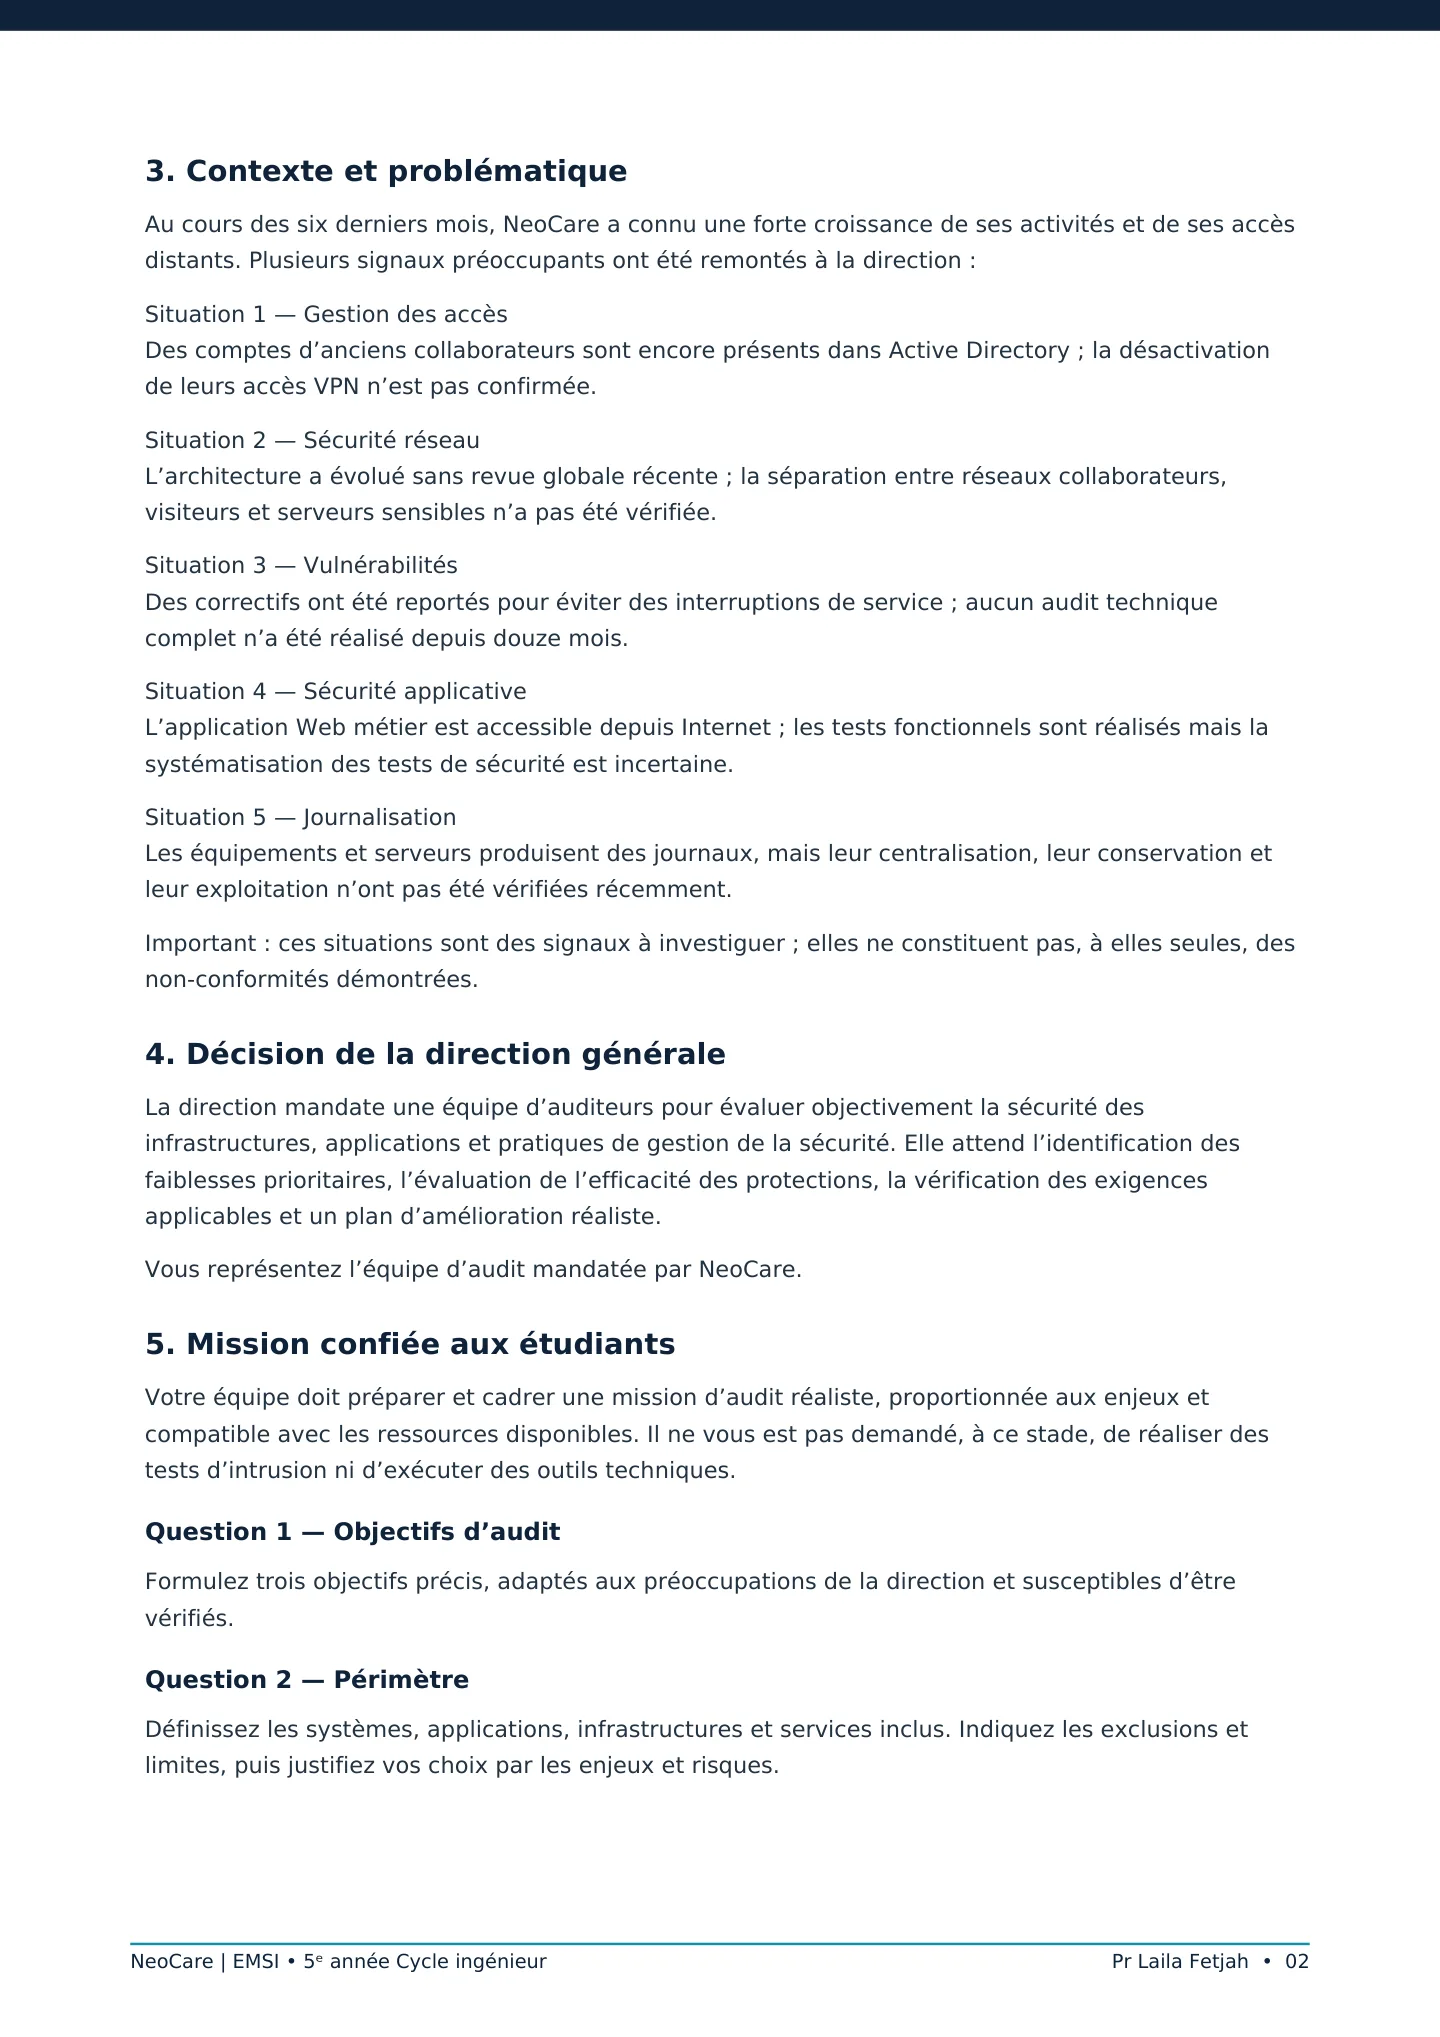 3. Contexte et problématique
Au cours des six derniers mois, NeoCare a connu une forte croissance de ses activités et de ses accès
distants. Plusieurs signaux préoccupants ont été remontés à la direction :
Situation 1 — Gestion des accès
Des comptes d’anciens collaborateurs sont encore présents dans Active Directory ; la désactivation
de leurs accès VPN n’est pas confirmée.
Situation 2 — Sécurité réseau
L’architecture a évolué sans revue globale récente ; la séparation entre réseaux collaborateurs,
visiteurs et serveurs sensibles n’a pas été vérifiée.
Situation 3 — Vulnérabilités
Des correctifs ont été reportés pour éviter des interruptions de service ; aucun audit technique
complet n’a été réalisé depuis douze mois.
Situation 4 — Sécurité applicative
L’application Web métier est accessible depuis Internet ; les tests fonctionnels sont réalisés mais la
systématisation des tests de sécurité est incertaine.
Situation 5 — Journalisation
Les équipements et serveurs produisent des journaux, mais leur centralisation, leur conservation et
leur exploitation n’ont pas été vérifiées récemment.
Important : ces situations sont des signaux à investiguer ; elles ne constituent pas, à elles seules, des
non-conformités démontrées.
4. Décision de la direction générale
La direction mandate une équipe d’auditeurs pour évaluer objectivement la sécurité des
infrastructures, applications et pratiques de gestion de la sécurité. Elle attend l’identification des
faiblesses prioritaires, l’évaluation de l’efficacité des protections, la vérification des exigences
applicables et un plan d’amélioration réaliste.
Vous représentez l’équipe d’audit mandatée par NeoCare.
5. Mission confiée aux étudiants
Votre équipe doit préparer et cadrer une mission d’audit réaliste, proportionnée aux enjeux et
compatible avec les ressources disponibles. Il ne vous est pas demandé, à ce stade, de réaliser des
tests d’intrusion ni d’exécuter des outils techniques.
Question 1 — Objectifs d’audit
Formulez trois objectifs précis, adaptés aux préoccupations de la direction et susceptibles d’être
vérifiés.
Question 2 — Périmètre
Définissez les systèmes, applications, infrastructures et services inclus. Indiquez les exclusions et
limites, puis justifiez vos choix par les enjeux et risques.
NeoCare | EMSI • 5ᵉ année Cycle ingénieur
Pr Laila Fetjah • 02